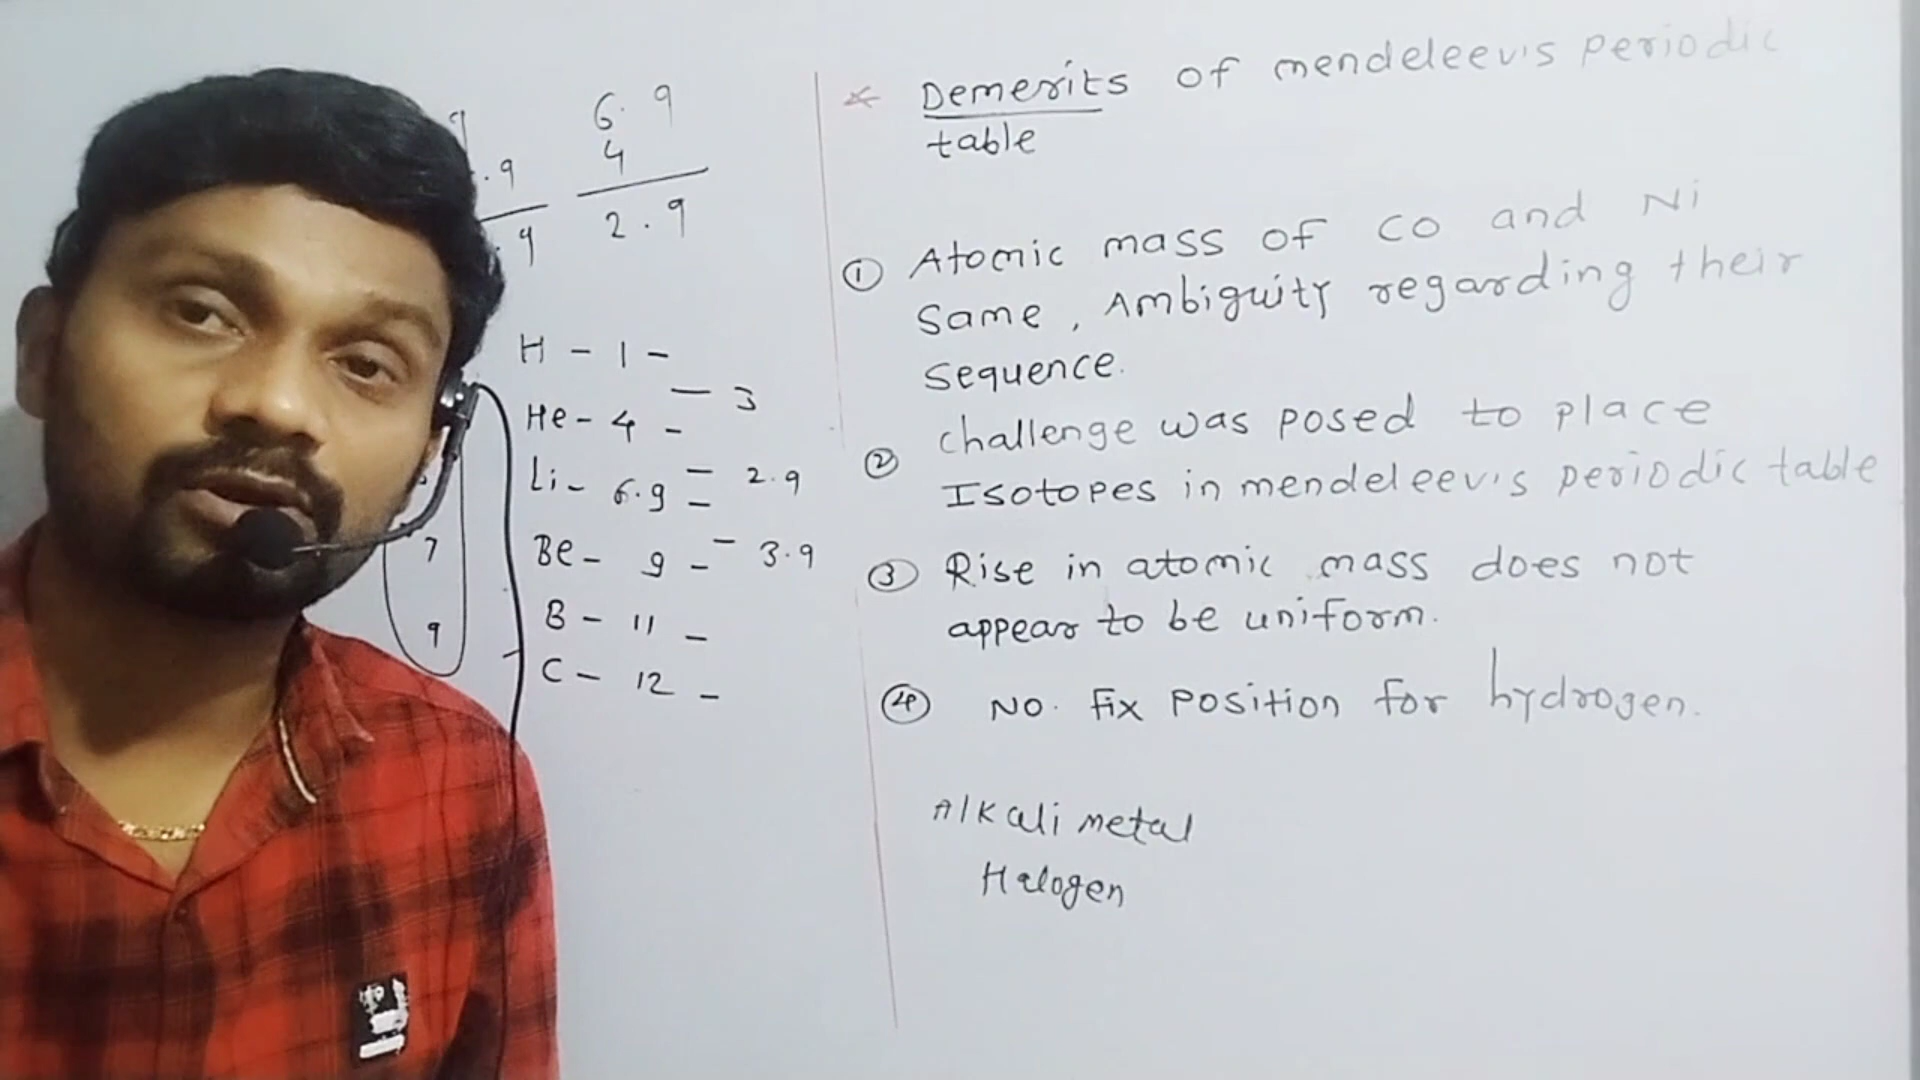 6.9
4
2.9
.9
9
H - 1 -
- 3
He - 4 -
Li - 6.9 = 2.9
Be - 9 - - 3.9
B - 11 -
C - 12 -
7
9
* Demerits of mendeleev's periodic
table
① Atomic mass of CO and Ni
Same, Ambiguity regarding their
Sequence.
② challenge was posed to place
Isotopes in mendeleev's periodic table
③ Rise in atomic mass does not
appear to be uniform.
④ NO. fix position for hydrogen.
Alkali metal
Halogen